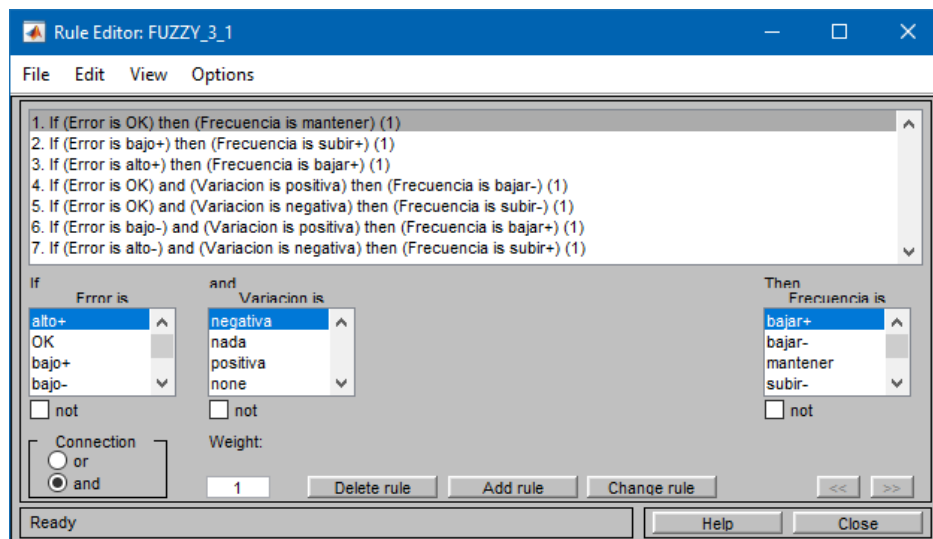 Rule Editor: FUZZY_3_1
File Edit View Options
1. If (Error is OK) then (Frecuencia is mantener) (1)
2. If (Error is bajo+) then (Frecuencia is subir+) (1)
3. If (Error is alto+) then (Frecuencia is bajar+) (1)
4. If (Error is OK) and (Variacion is positiva) then (Frecuencia is bajar-) (1)
5. If (Error is OK) and (Variacion is negativa) then (Frecuencia is subir-) (1)
6. If (Error is bajo-) and (Variacion is positiva) then (Frecuencia is bajar+) (1)
7. If (Error is alto-) and (Variacion is negativa) then (Frecuencia is subir+) (1)
If and Then
Error is Variacion is Frecuencia is
alto+ negativa bajar+
OK nada bajar-
bajo+ positiva mantener
bajo- none subir-
not not not
Connection Weight:
or
and 1 Delete rule Add rule Change rule << >>
Ready Help Close